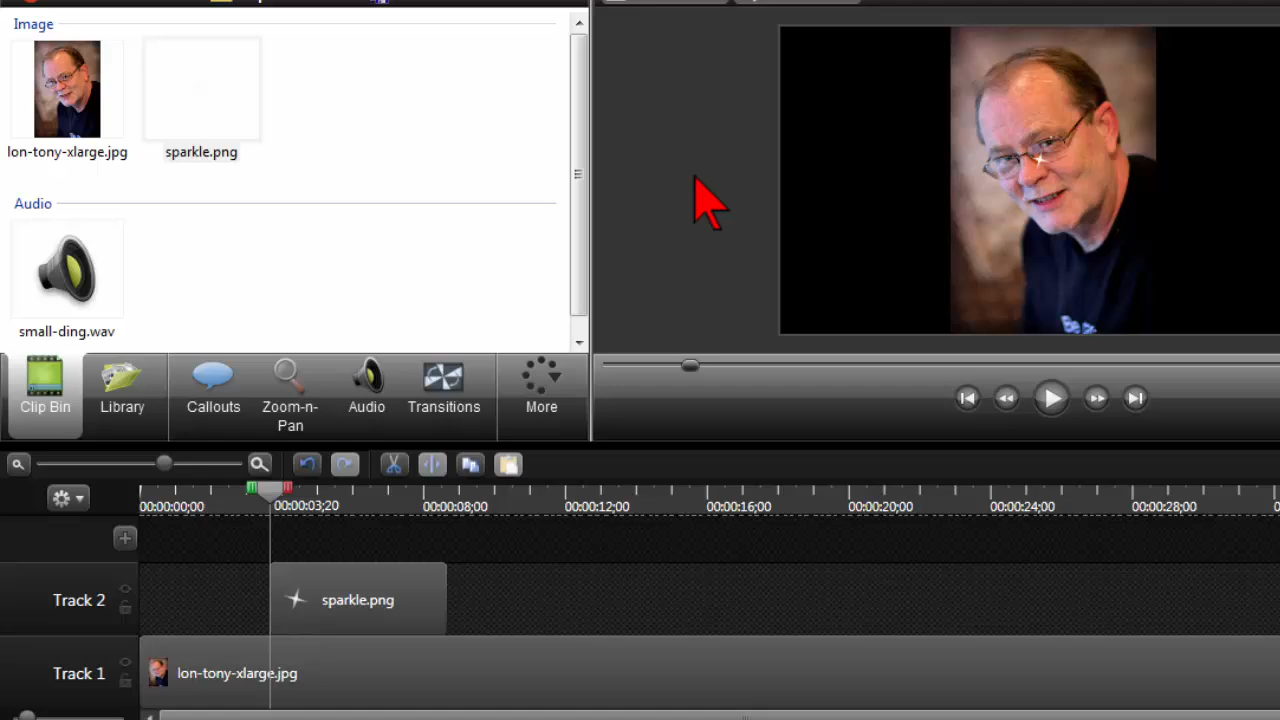 Image
lon-tony-xlarge.jpg
sparkle.png
Audio
small-ding.wav
Clip Bin
Library
Callouts
Zoom-n-
Pan
Audio
Transitions
More
00:00:00;00
00:00:03;20
00:00:08;00
00:00:12;00
00:00:16;00
00:00:20;00
00:00:24;00
00:00:28;00
Track 2
sparkle.png
Track 1
lon-tony-xlarge.jpg